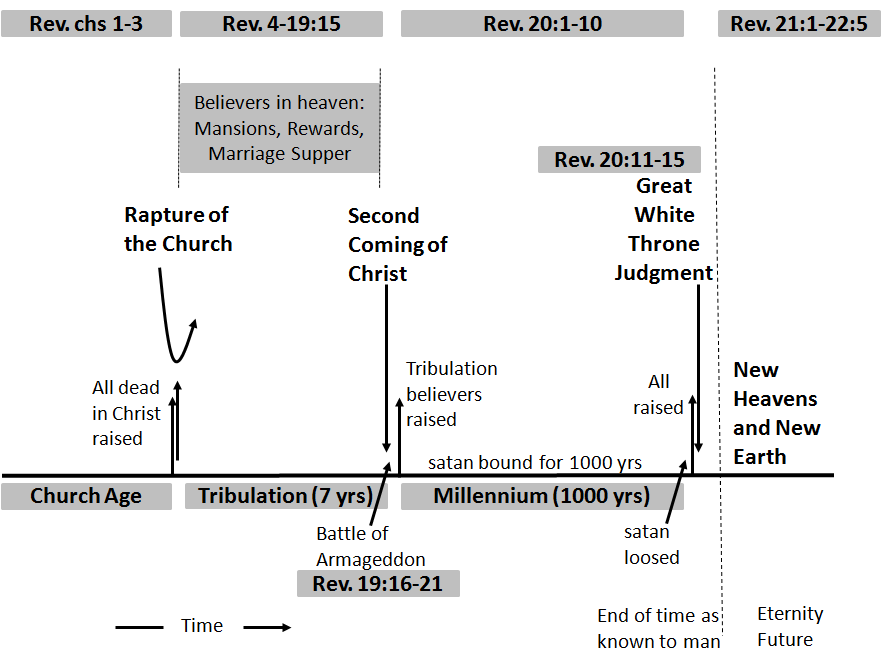 Rev. chs 1-3
Rev. 4-19:15
Rev. 20:1-10
Rev. 21:1-22:5
Believers in heaven:
Mansions, Rewards,
Marriage Supper
Rev. 20:11-15
Great
White
Throne
Judgment
Rapture of
the Church
Second
Coming of
Christ
All dead
in Christ
raised
Tribulation
believers
raised
All
raised
New
Heavens
and New
Earth
satan bound for 1000 yrs
Church Age
Tribulation (7 yrs)
Millennium (1000 yrs)
Battle of
Armageddon
Rev. 19:16-21
satan
loosed
Time
End of time as
known to man
Eternity
Future